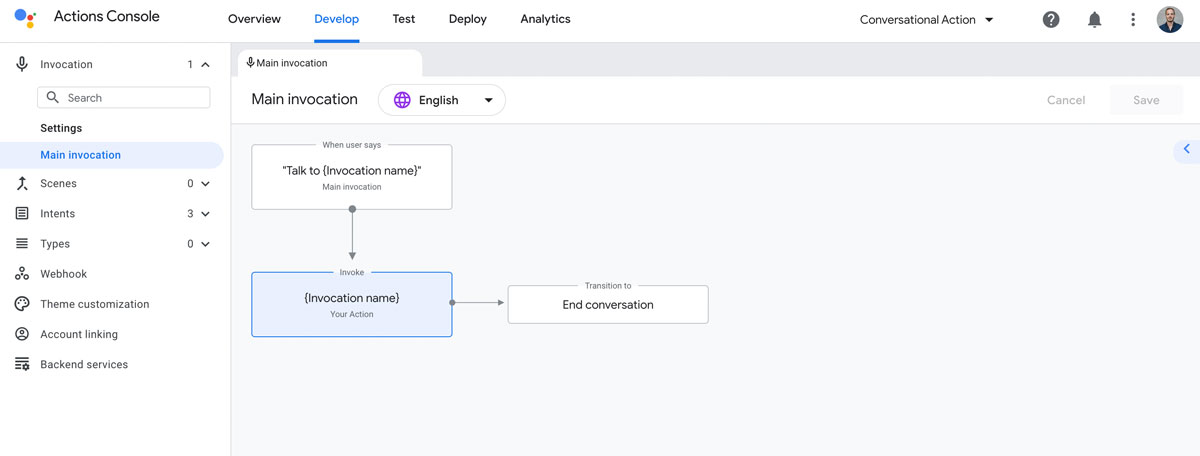 Actions Console
Overview
Develop
Test
Deploy
Analytics
Conversational Action
Invocation 1
Search
Settings
Main invocation
Scenes 0
Intents 3
Types 0
Webhook
Theme customization
Account linking
Backend services
Main invocation
Main invocation
English
Cancel
Save
When user says
"Talk to {Invocation name}"
Main invocation
Invoke
{Invocation name}
Your Action
Transition to
End conversation